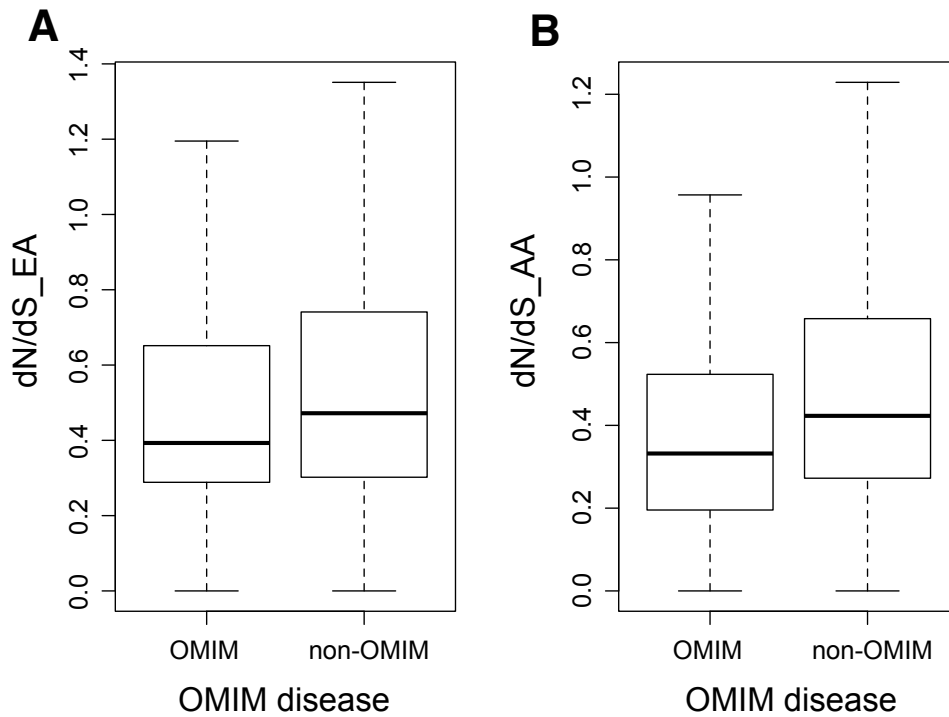 A
dN/dS_EA
1.4
1.2
1.0
0.8
0.6
0.4
0.2
0.0
OMIM non-OMIM
OMIM disease
B
dN/dS_AA
1.2
1.0
0.8
0.6
0.4
0.2
0.0
OMIM non-OMIM
OMIM disease